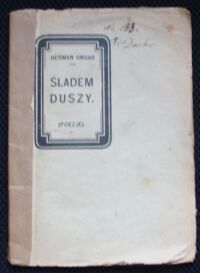 HERMAN UNGAR
ŚLADEM
DUSZY.
(POEZJE)